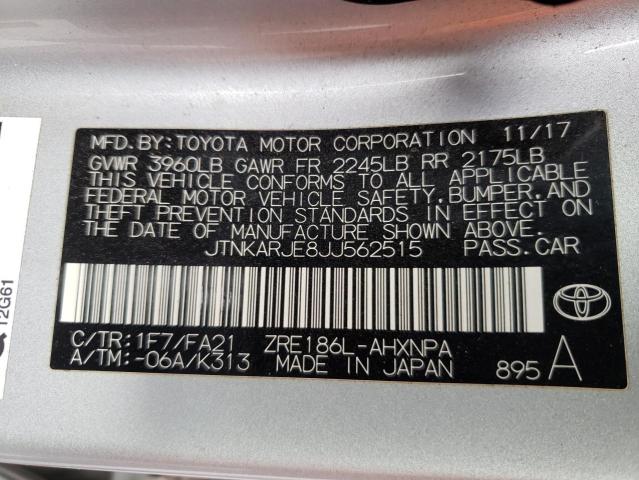 MFD.BY:TOYOTA MOTOR CORPORATION 11/17
GVWR 3960LB GAWR FR 2245LB RR 2175LB
THIS VEHICLE CONFORMS TO ALL APPLICABLE
FEDERAL MOTOR VEHICLE SAFETY,BUMPER,AND
THEFT PREVENTION STANDARDS IN EFFECT ON
THE DATE OF MANUFACTURE SHOWN ABOVE.
JTNKARJE8JJ562515 PASS.CAR
C/TR:1F7/FA21 ZRE186L-AHXNPA
A/TM:-06A/K313 MADE IN JAPAN 895 A
12G61